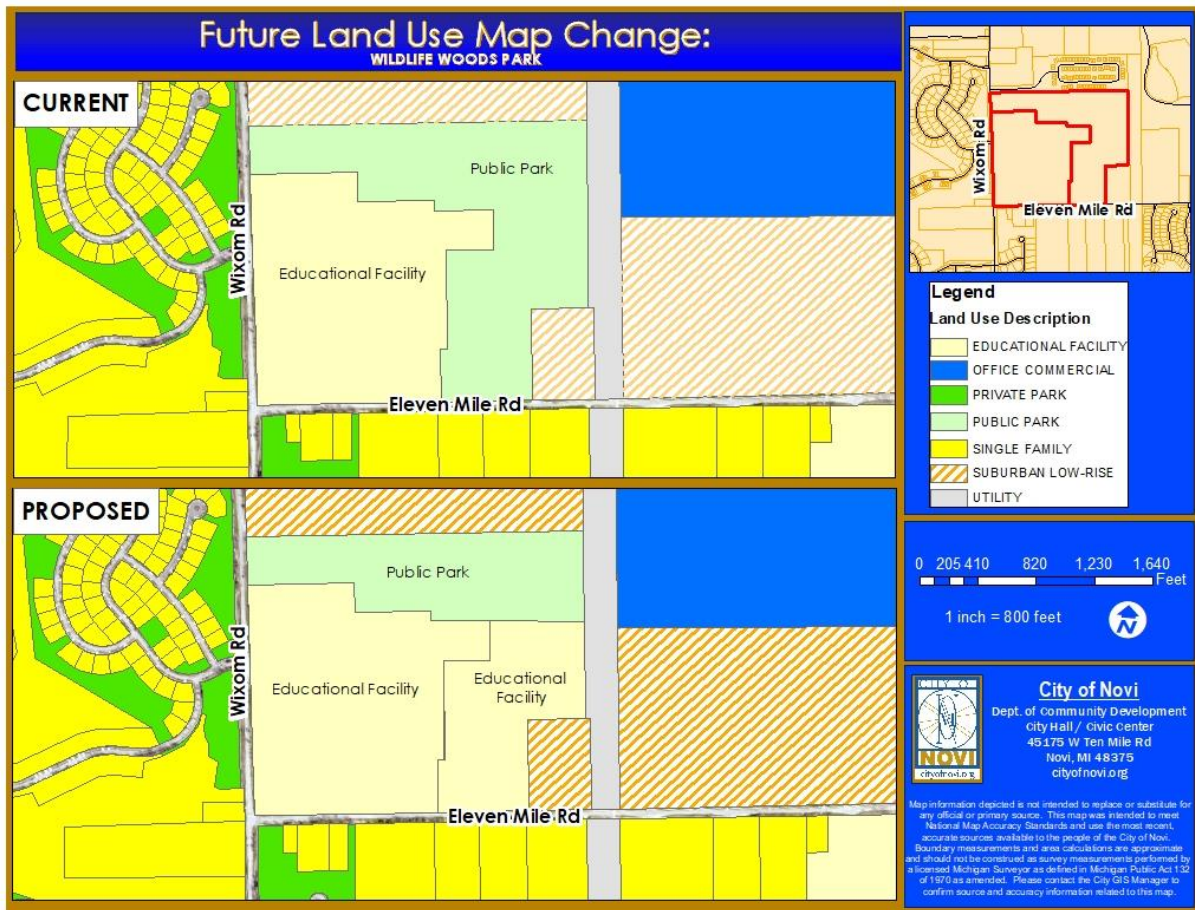 Future Land Use Map Change:
WILDLIFE WOODS PARK
CURRENT
Public Park
Educational Facility
Wixom Rd
Eleven Mile Rd
PROPOSED
Public Park
Educational Facility
Educational
Facility
Wixom Rd
Eleven Mile Rd
Wixom Rd
Eleven Mile Rd
Legend
Land Use Description
EDUCATIONAL FACILITY
OFFICE COMMERCIAL
PRIVATE PARK
PUBLIC PARK
SINGLE FAMILY
SUBURBAN LOW-RISE
UTILITY
0 205 410 820 1,230 1,640
Feet
1 inch = 800 feet
N
CITY OF
NOVI
cityofnovi.org
City of Novi
Dept. of Community Development
City Hall / Civic Center
45175 W Ten Mile Rd
Novi, MI 48375
cityofnovi.org
Map information depicted is not intended to replace or substitute for
any official or primary source. This map was intended to meet
National Map Accuracy Standards and use the most recent,
accurate sources available to the people of the City of Novi.
Boundary measurements and area calculations are approximate
and should not be construed as survey measurements performed by
a licensed Michigan Surveyor as defined in Michigan Public Act 132
of 1970 as amended. Please contact the City GIS Manager to
confirm source and accuracy information related to this map.